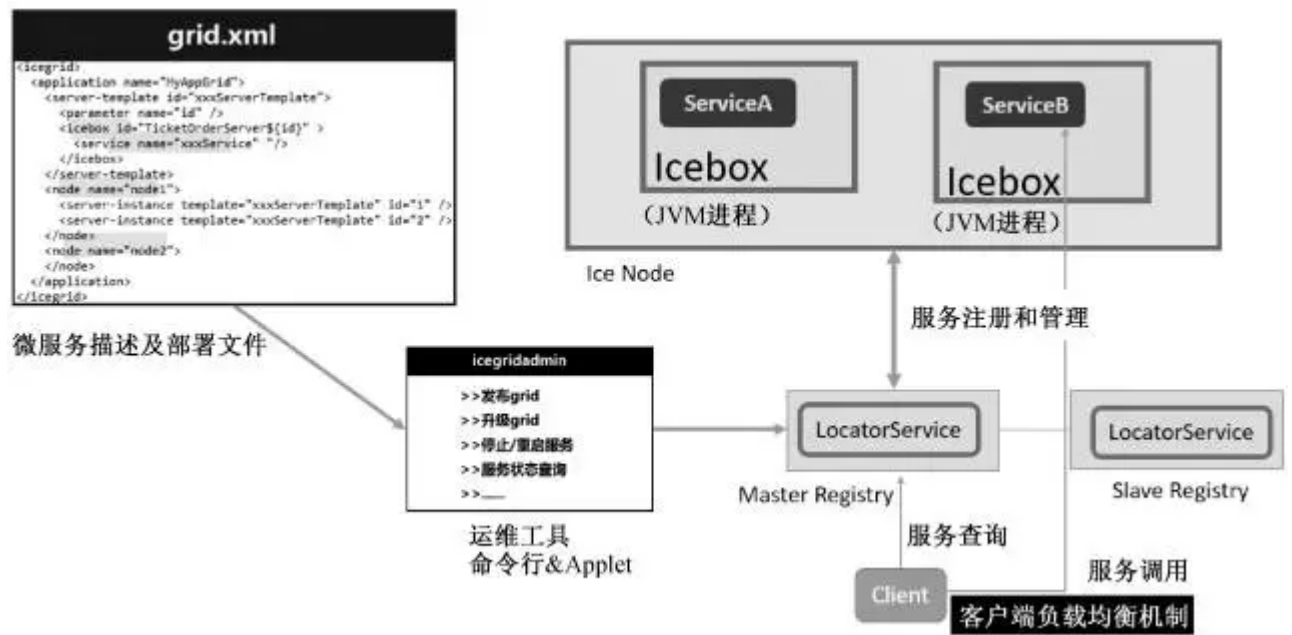 grid.xml
<icegrid>
<application name="MyAppGrid">
<server-template id="xxxServerTemplate">
<parameter name="id" />
<icebox id="TicketOrderServer${id}" >
<service name="xxxService" "/>
</icebox>
</server-template>
<node name="node1">
<server-instance template="xxxServerTemplate" id="1" />
<server-instance template="xxxServerTemplate" id="2" />
</node>
<node name="node2">
</node>
</application>
</icegrid>
微服务描述及部署文件
icegridadmin
>>发布grid
>>升级grid
>>停止/重启服务
>>服务状态查询
>>......
运维工具
命令行&Applet
ServiceA
Icebox
（JVM进程）
ServiceB
Icebox
（JVM进程）
Ice Node
服务注册和管理
LocatorService
Master Registry
LocatorService
Slave Registry
服务查询
Client
服务调用
客户端负载均衡机制